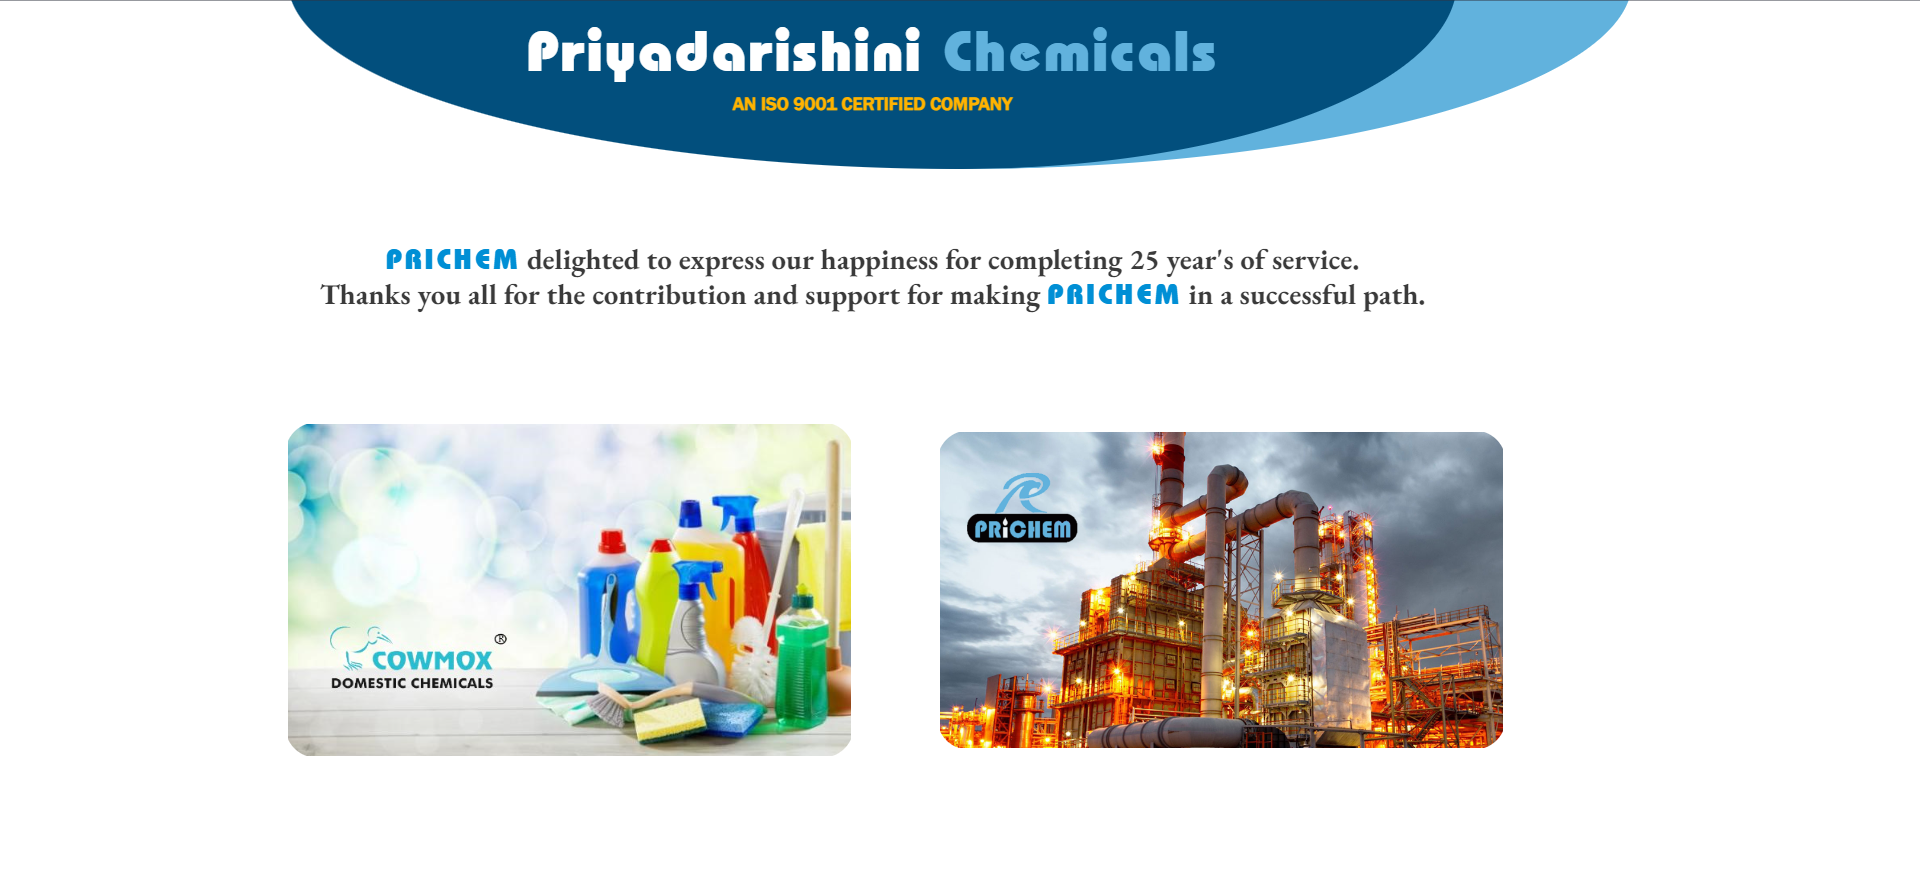 Priyadarishini Chemicals
AN ISO 9001 CERTIFIED COMPANY
PRICHEM delighted to express our happiness for completing 25 year's of service.
Thanks you all for the contribution and support for making PRICHEM in a successful path.
COWMOX ®
DOMESTIC CHEMICALS
PRiCHEM